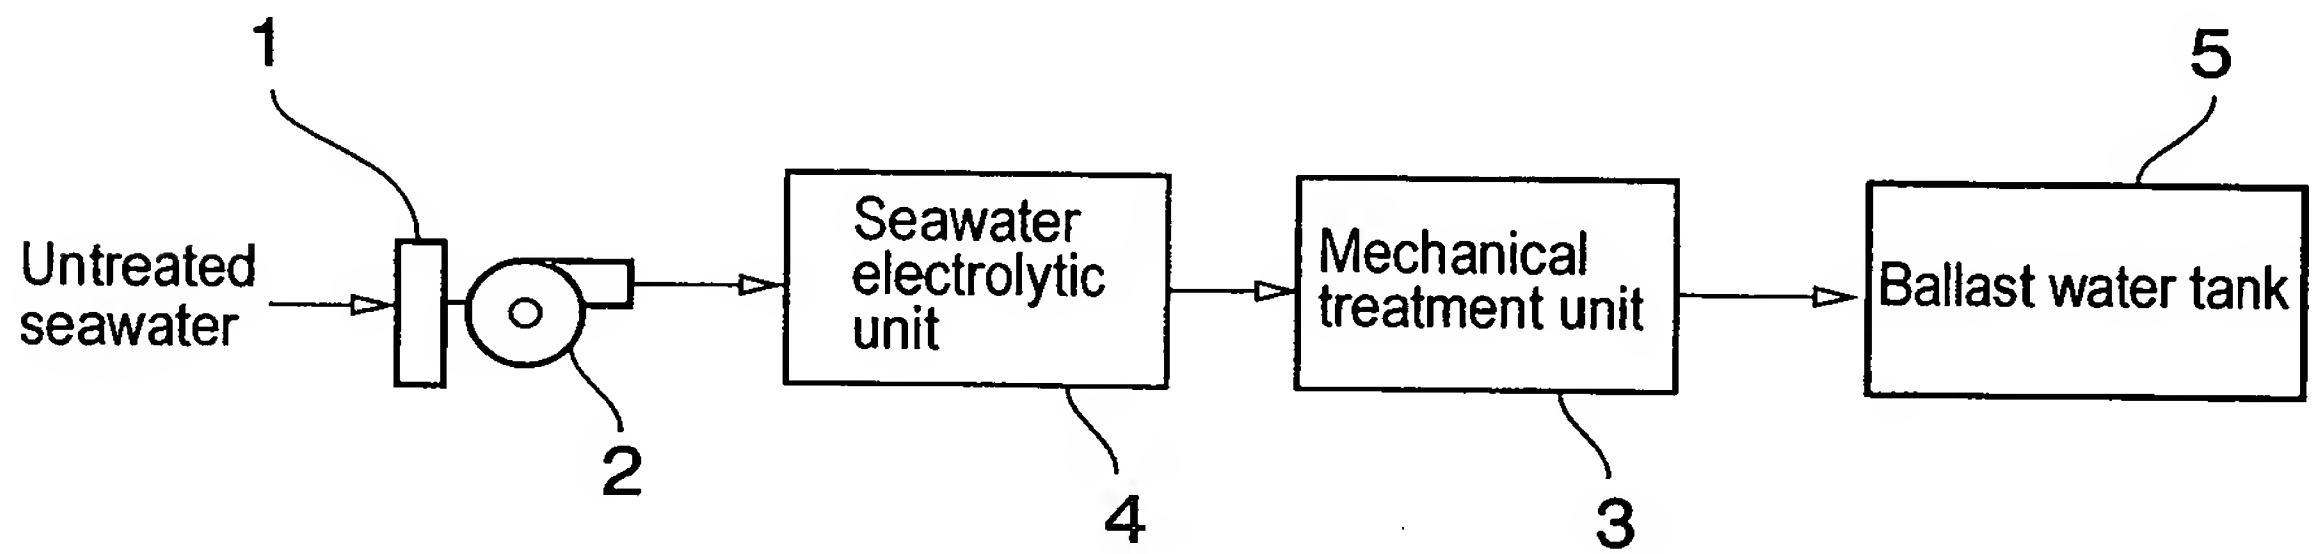 1
5
Untreated
seawater
Seawater
electrolytic
unit
Mechanical
treatment unit
Ballast water tank
2
4
3